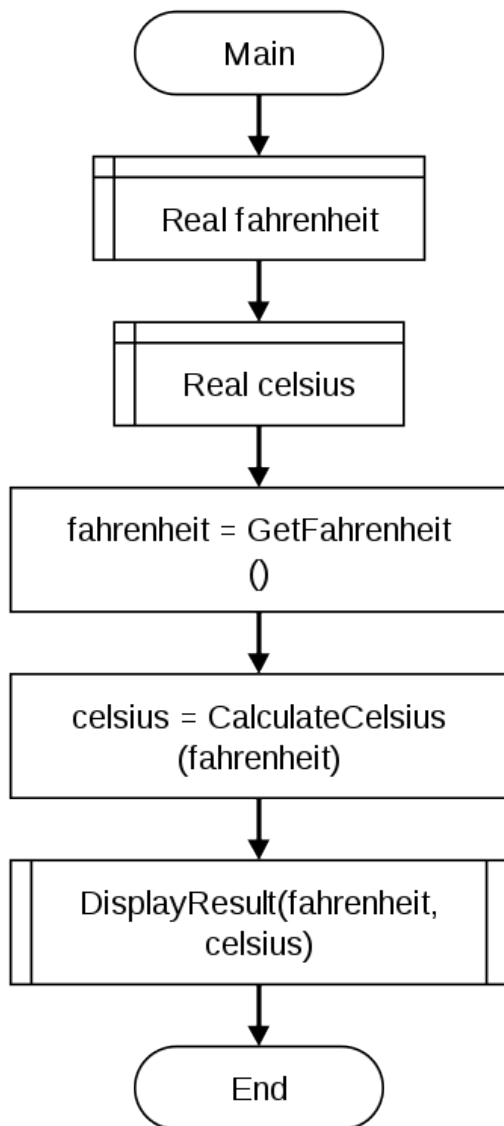 Main
Real fahrenheit
Real celsius
fahrenheit = GetFahrenheit
()
celsius = CalculateCelsius
(fahrenheit)
DisplayResult(fahrenheit,
celsius)
End